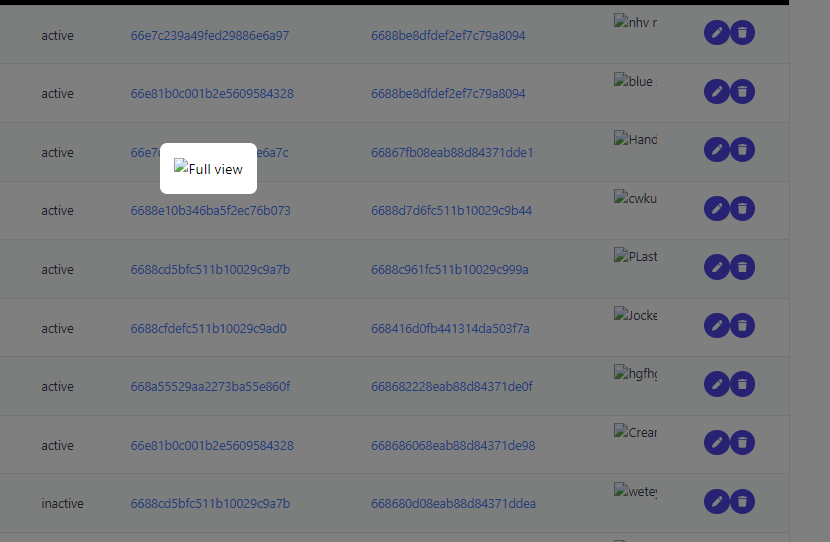 active 66e7c239a49fed29886e6a97 6688be8dfdef2ef7c79a8094 nhv r
active 66e81b0c001b2e5609584328 6688be8dfdef2ef7c79a8094 blue
active 66e7 e6a7c 66867fb08eab88d84371dde1 Hand
Full view
active 6688e10b346ba5f2ec76b073 6688d7d6fc511b10029c9b44 cwku
active 6688cd5bfc511b10029c9a7b 6688c961fc511b10029c999a PLast
active 6688cfdefc511b10029c9ad0 668416d0fb441314da503f7a Jocke
active 668a55529aa2273ba55e860f 668682228eab88d84371de0f hgfhg
active 66e81b0c001b2e5609584328 668686068eab88d84371de98 Crear
inactive 6688cd5bfc511b10029c9a7b 668680d08eab88d84371ddea wetey